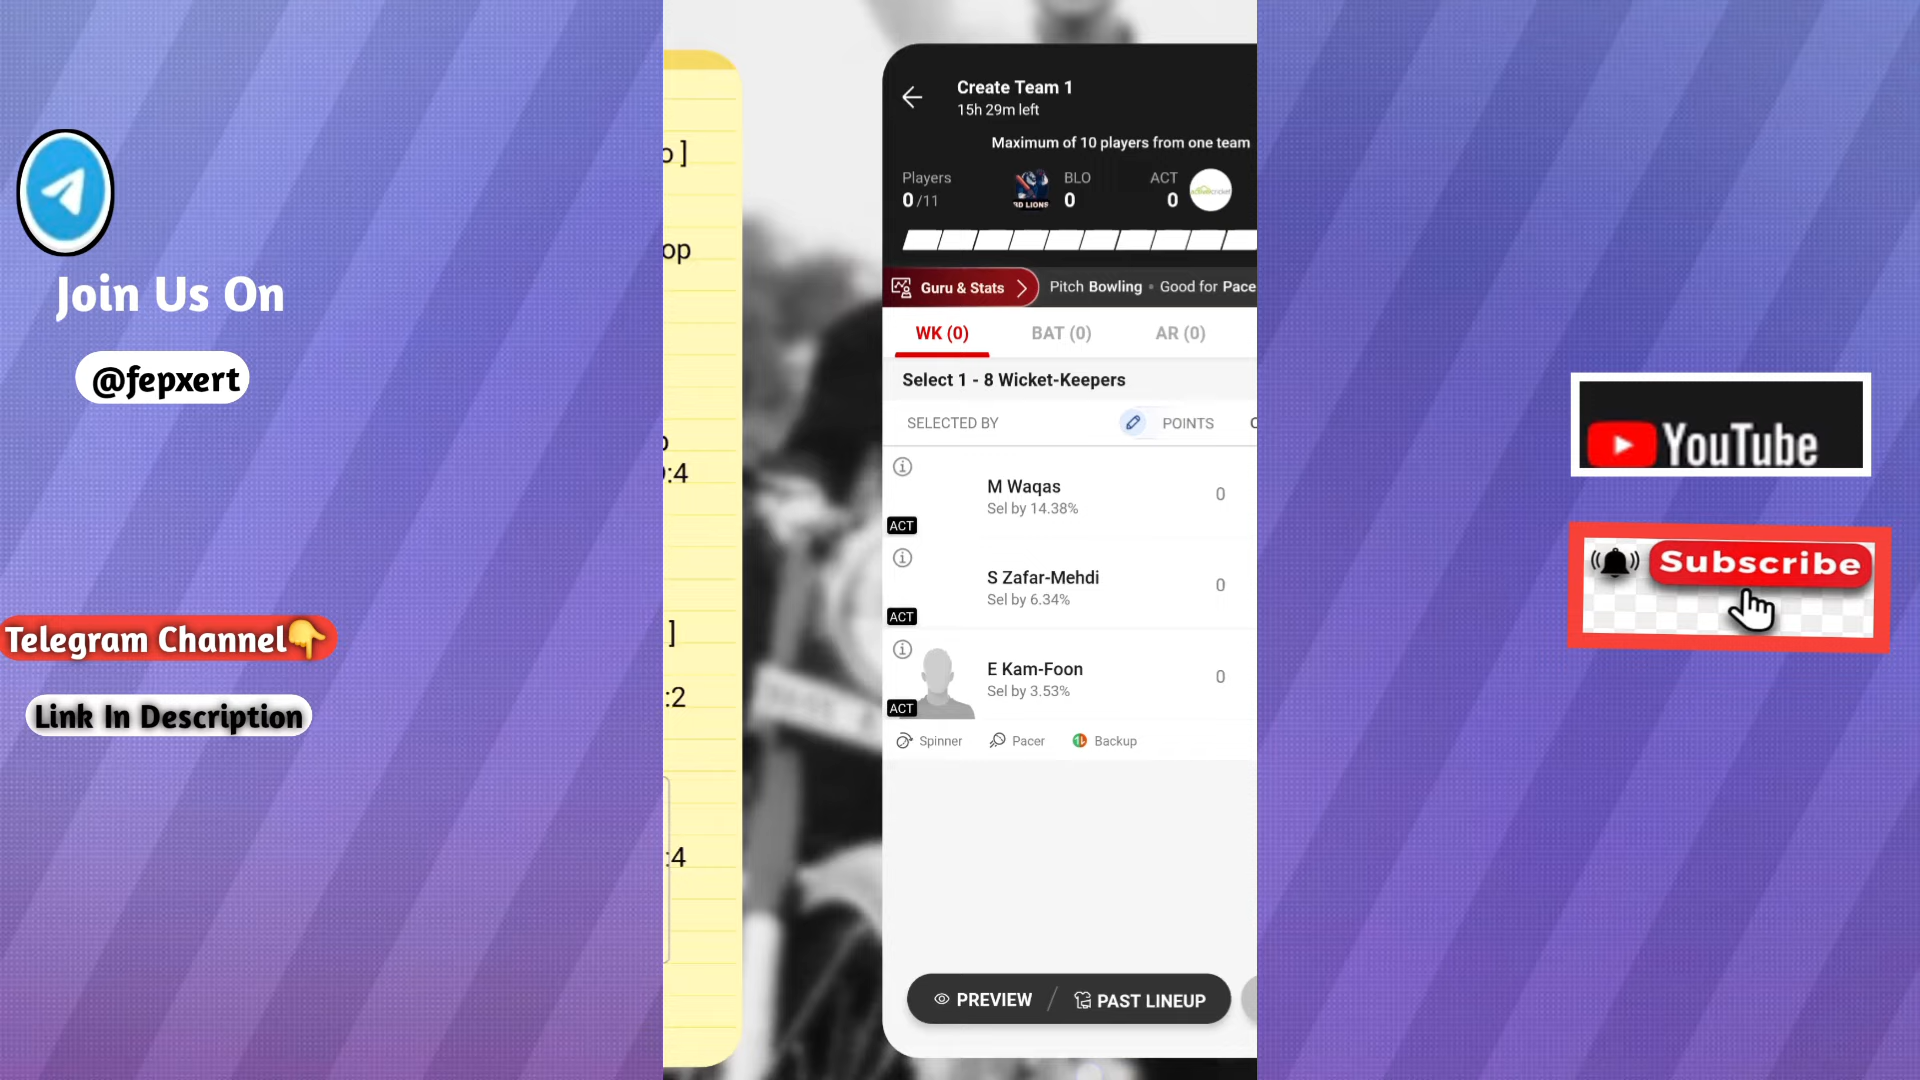 Join Us On
@fepxert
Telegram Channel👇
Link In Description
o ]
op
:4
]
:2
:4
Create Team 1
15h 29m left
Maximum of 10 players from one team
Players
0/11
BLO
0
ACT
0
Guru & Stats
Pitch Bowling • Good for Pace
WK (0)
BAT (0)
AR (0)
Select 1 - 8 Wicket-Keepers
SELECTED BY
POINTS
M Waqas
Sel by 14.38%
0
ACT
S Zafar-Mehdi
Sel by 6.34%
0
ACT
E Kam-Foon
Sel by 3.53%
0
ACT
Spinner
Pacer
Backup
PREVIEW / PAST LINEUP
YouTube
Subscribe